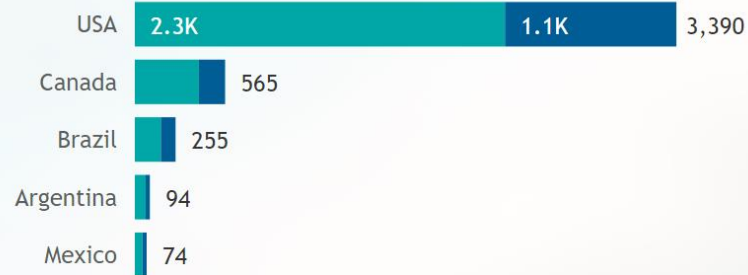 USA 2.3K 1.1K 3,390
Canada 565
Brazil 255
Argentina 94
Mexico 74